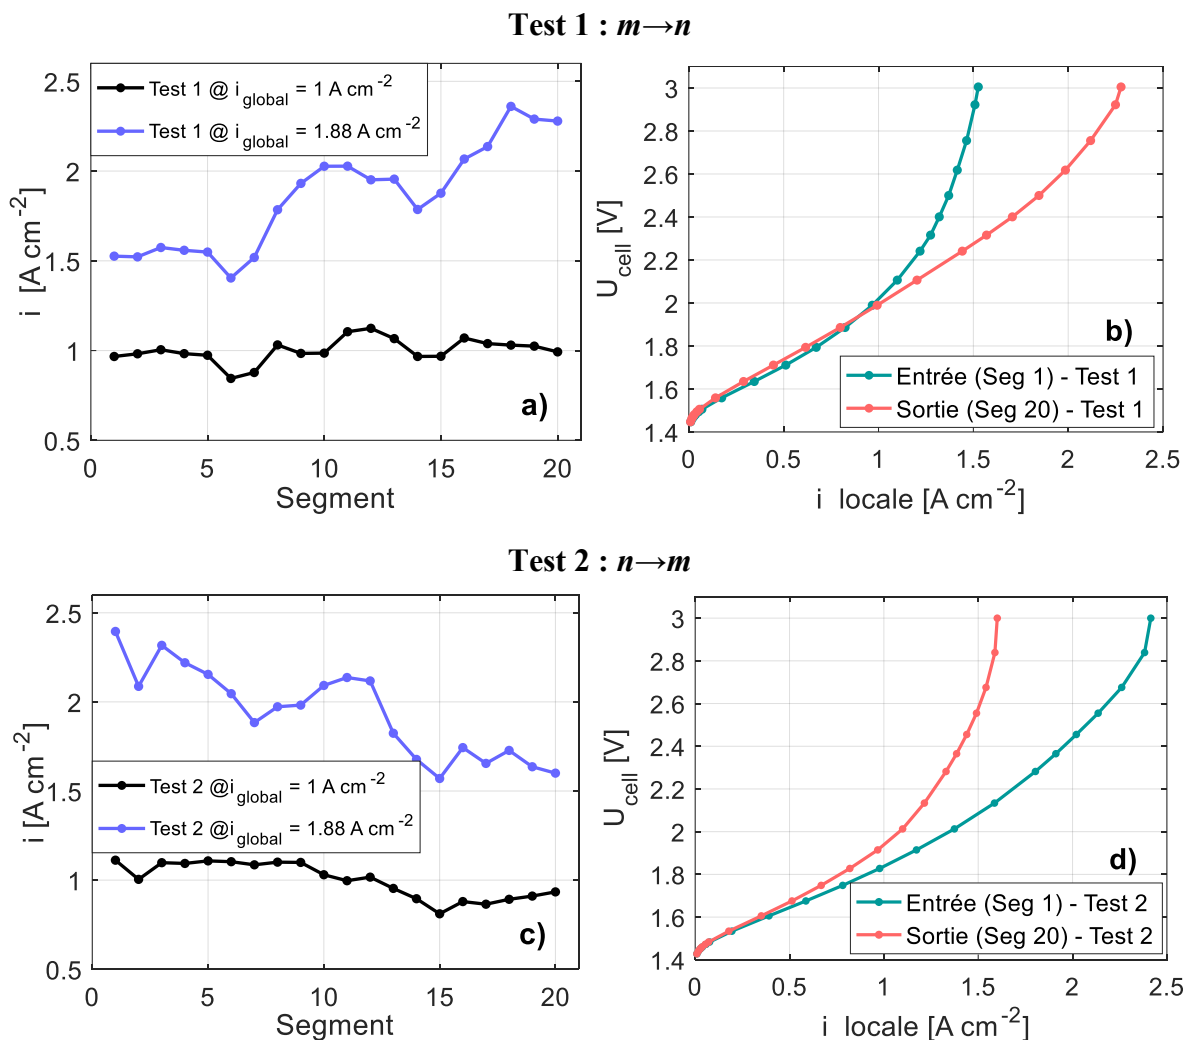 Test 1 : m→n
Test 1 @ i global = 1 A cm-2
Test 1 @ i global = 1.88 A cm-2
i [A cm-2]
2.5
2
1.5
1
0.5
0
5
10
15
20
Segment
a)
U cell [V]
3
2.8
2.6
2.4
2.2
2
1.8
1.6
1.4
0
0.5
1
1.5
2
2.5
i locale [A cm-2]
b)
Entrée (Seg 1) - Test 1
Sortie (Seg 20) - Test 1
Test 2 : n→m
i [A cm-2]
2.5
2
1.5
1
0.5
Test 2 @i global = 1 A cm-2
Test 2 @i global = 1.88 A cm-2
0
5
10
15
20
Segment
c)
U cell [V]
3
2.8
2.6
2.4
2.2
2
1.8
1.6
1.4
0
0.5
1
1.5
2
2.5
i locale [A cm-2]
d)
Entrée (Seg 1) - Test 2
Sortie (Seg 20) - Test 2